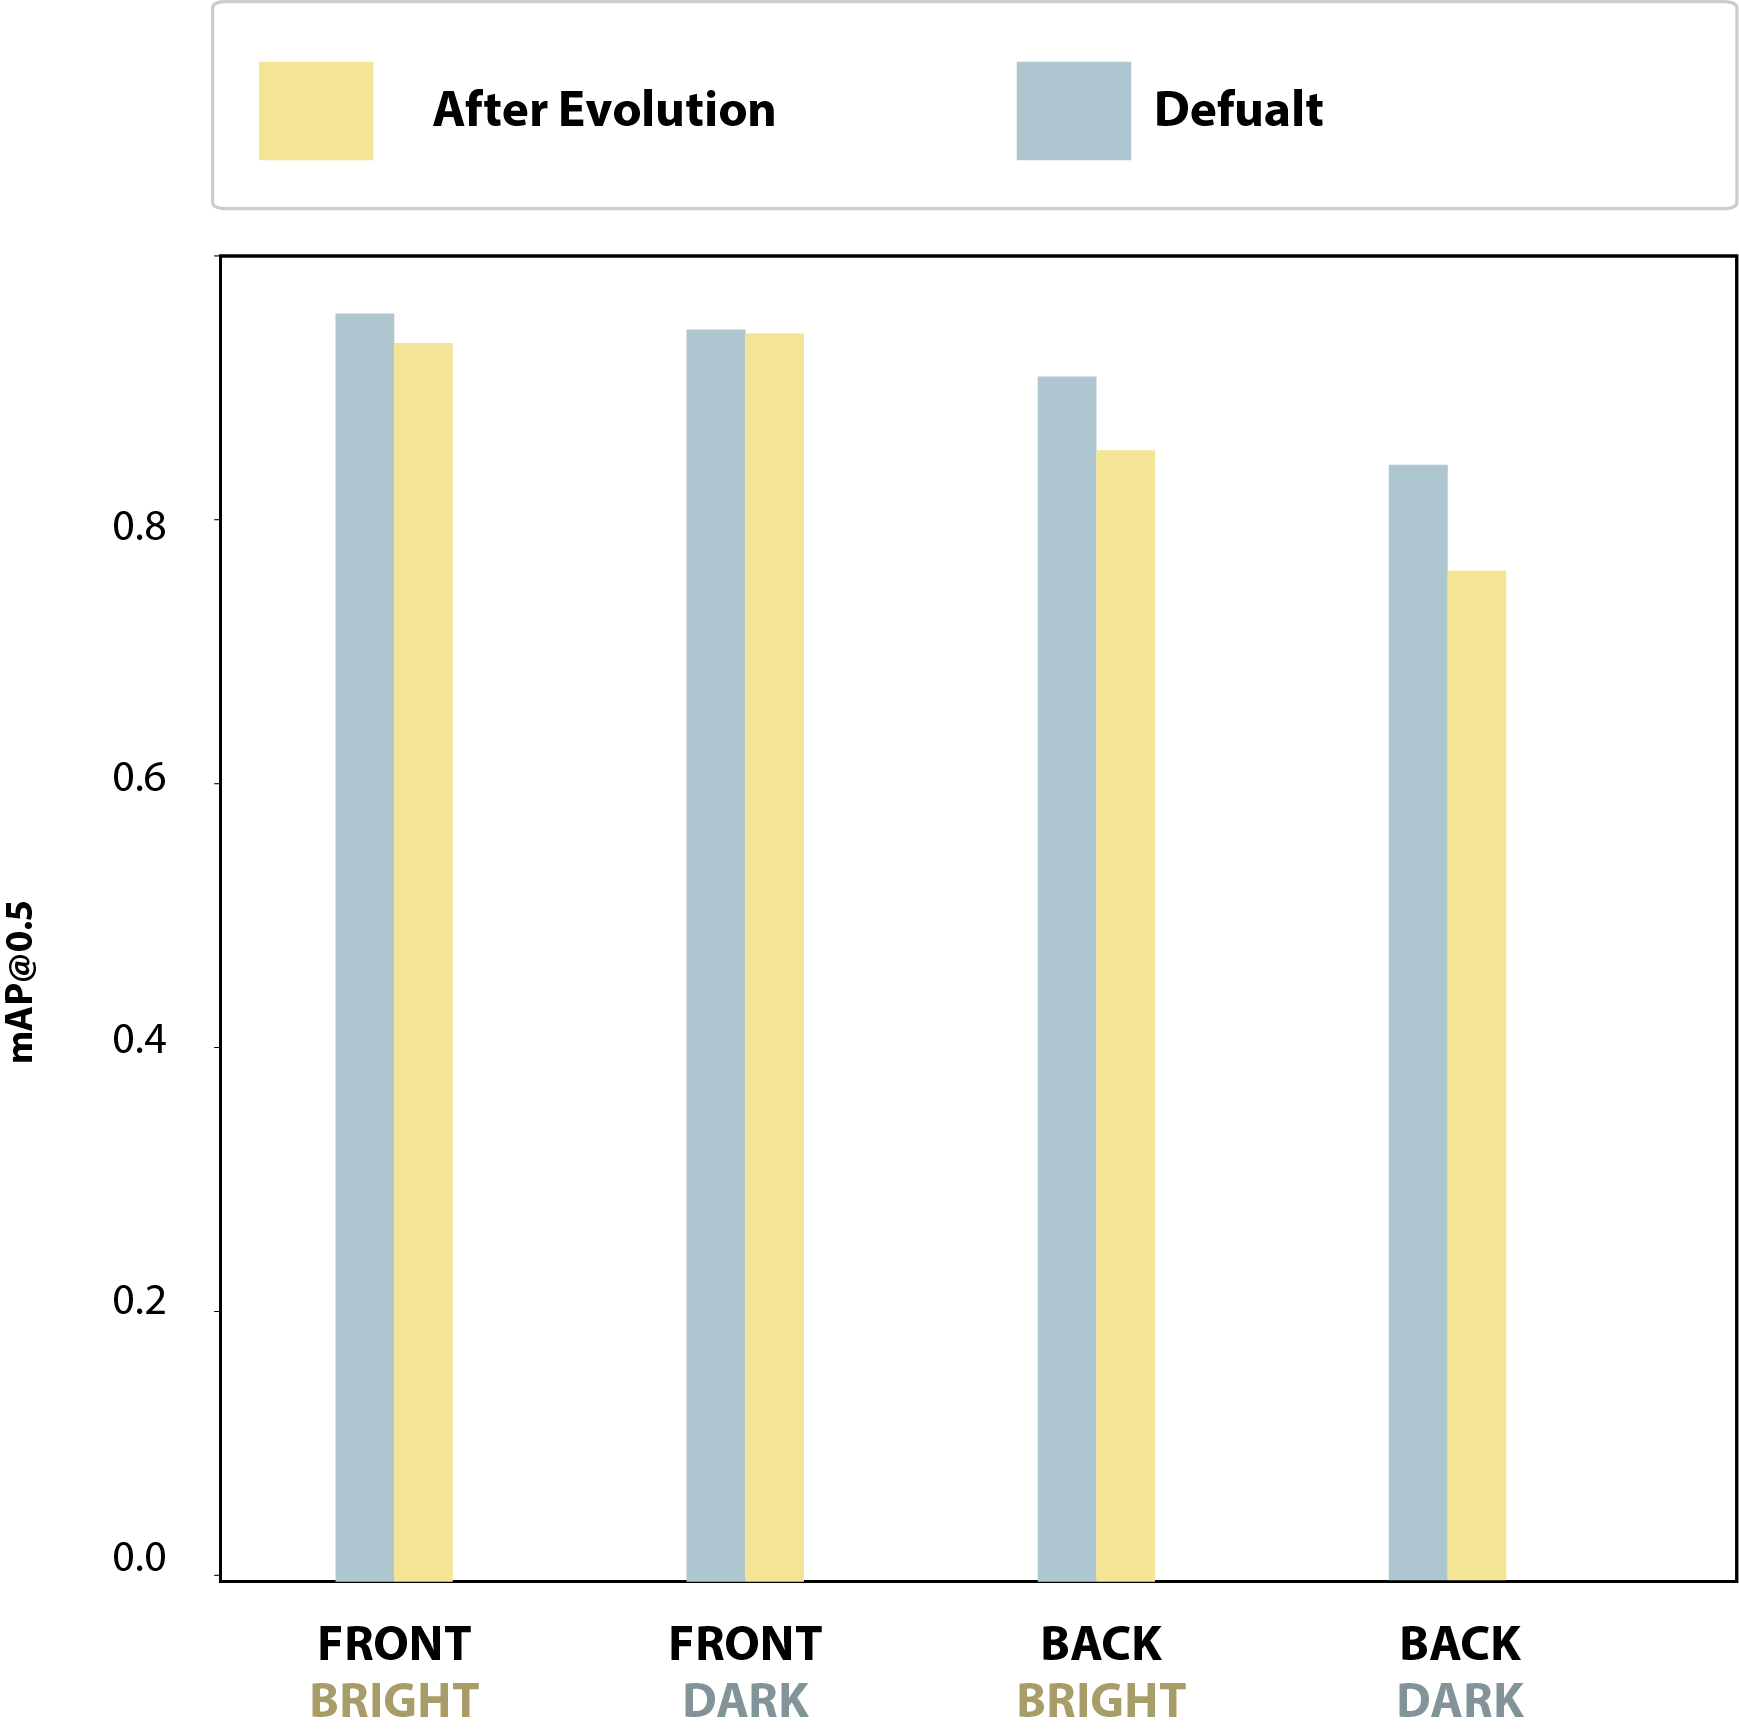 After Evolution
Defualt
0.8
0.6
0.4
0.2
0.0
mAP@0.5
FRONT
BRIGHT
FRONT
DARK
BACK
BRIGHT
BACK
DARK